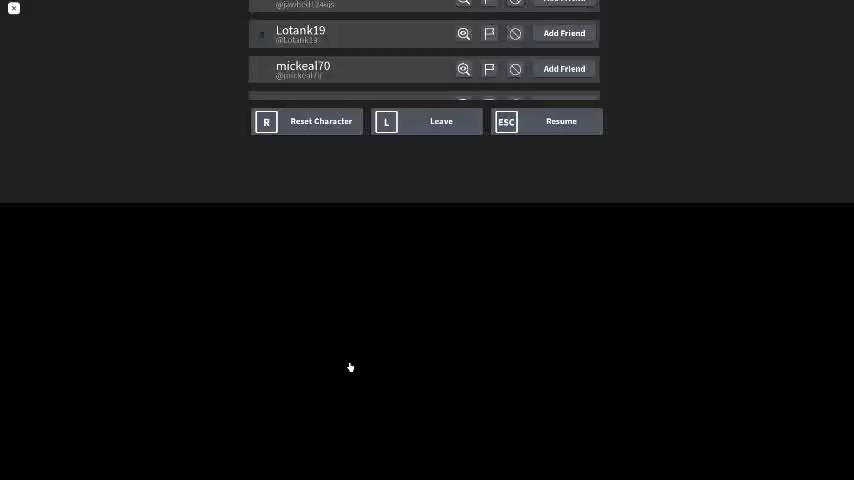 Lotank19
@Lotank19
Add Friend
mickeal70
Add Friend
R Reset Character
L Leave
ESC Resume